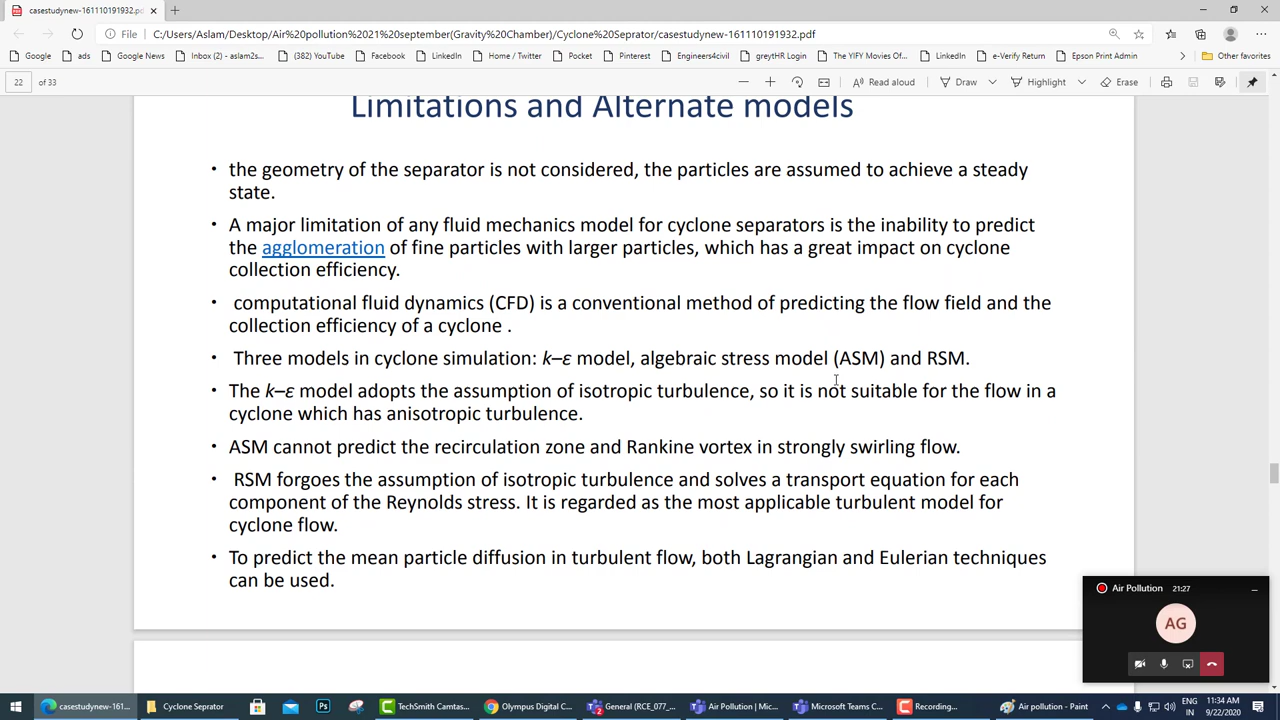 casestudynew-161110191932.pdf
File C:/Users/Aslam/Desktop/Air%20pollution%2021%20september(Gravity%20Chamber)/Cyclone%20Seprator/casestudynew-161110191932.pdf
Google ads Google News Inbox - aslam2s... (382) YouTube Facebook LinkedIn Home / Twitter Pocket Pinterest Engineers4civil greytHR Login The YIFY Movies Of... LinkedIn e-Verify Return Epson Print Admin Other favorites
22 of 33 Read aloud Draw Highlight Erase
Limitations and Alternate models
• the geometry of the separator is not considered, the particles are assumed to achieve a steady
state.
• A major limitation of any fluid mechanics model for cyclone separators is the inability to predict
the agglomeration of fine particles with larger particles, which has a great impact on cyclone
collection efficiency.
• computational fluid dynamics (CFD) is a conventional method of predicting the flow field and the
collection efficiency of a cyclone .
• Three models in cyclone simulation: k–ε model, algebraic stress model (ASM) and RSM.
• The k–ε model adopts the assumption of isotropic turbulence, so it is not suitable for the flow in a
cyclone which has anisotropic turbulence.
• ASM cannot predict the recirculation zone and Rankine vortex in strongly swirling flow.
• RSM forgoes the assumption of isotropic turbulence and solves a transport equation for each
component of the Reynolds stress. It is regarded as the most applicable turbulent model for
cyclone flow.
• To predict the mean particle diffusion in turbulent flow, both Lagrangian and Eulerian techniques
can be used.
Air Pollution 21:27
AG
casestudynew-161... Cyclone Seprator TechSmith Camtas... Olympus Digital C... General (RCE_077_... Air Pollution | Mic... Microsoft Teams C... Recording... Air pollution - Paint ENG 11:34 AM
IN 9/22/2020